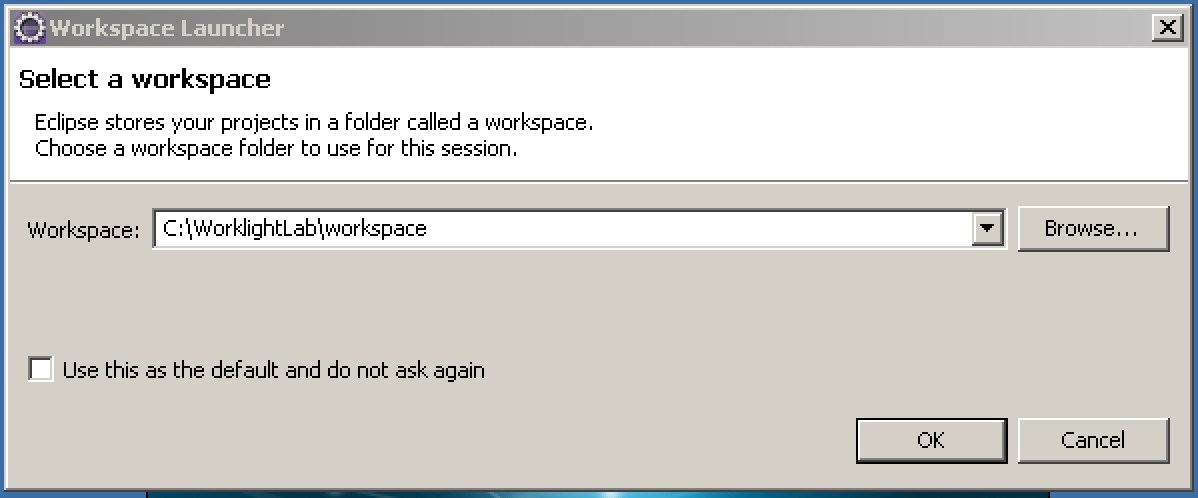 Workspace Launcher
Select a workspace
Eclipse stores your projects in a folder called a workspace.
Choose a workspace folder to use for this session.
Workspace: C:\WorklightLab\workspace Browse...
Use this as the default and do not ask again
OK Cancel